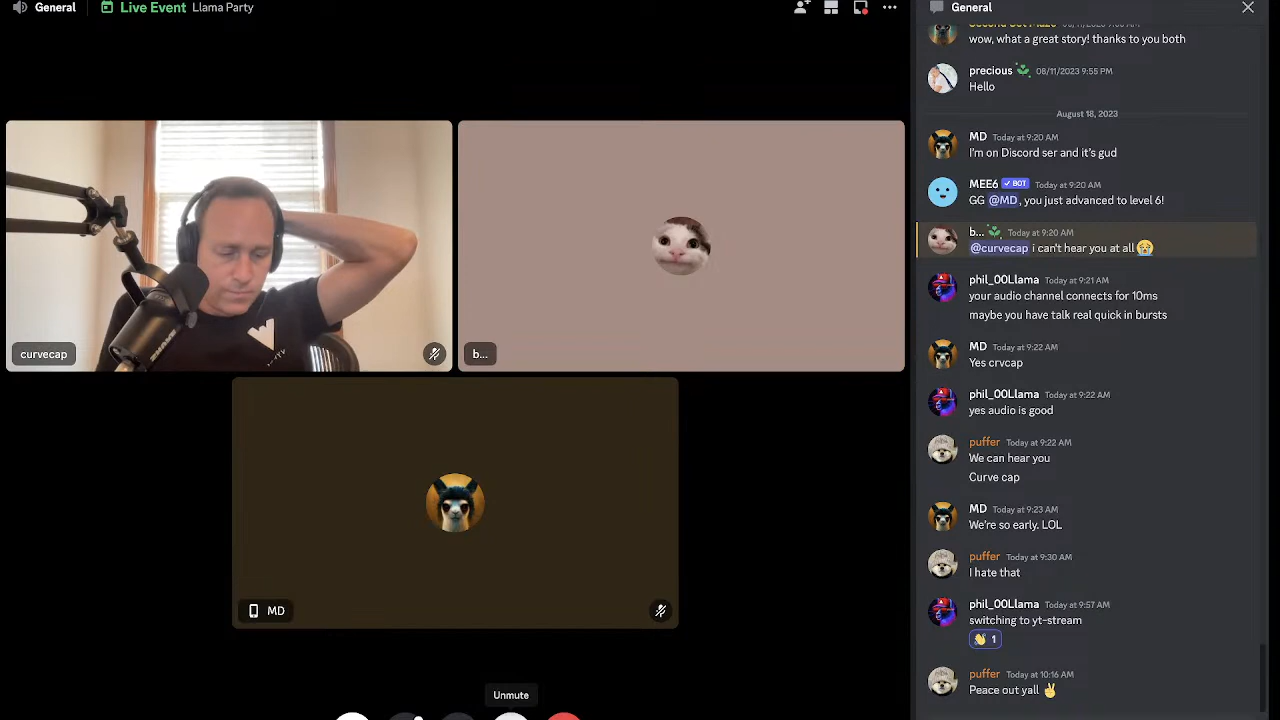 General
Live Event
Llama Party
curvecap
b...
MD
Unmute
General
wow, what a great story! thanks to you both
precious 08/11/2023 9:55 PM
Hello
August 18, 2023
MD Today at 9:20 AM
I'm on Discord ser and it's gud
MEE6 ✓ BOT Today at 9:20 AM
GG @MD, you just advanced to level 6!
b... Today at 9:20 AM
@curvecap i can't hear you at all 😭
phil_00Llama Today at 9:21 AM
your audio channel connects for 10ms
maybe you have talk real quick in bursts
MD Today at 9:22 AM
Yes crvcap
phil_00Llama Today at 9:22 AM
yes audio is good
puffer Today at 9:22 AM
We can hear you
Curve cap
MD Today at 9:23 AM
We're so early. LOL
puffer Today at 9:30 AM
I hate that
phil_00Llama Today at 9:57 AM
switching to yt-stream
👋 1
puffer Today at 10:16 AM
Peace out yall ✌️